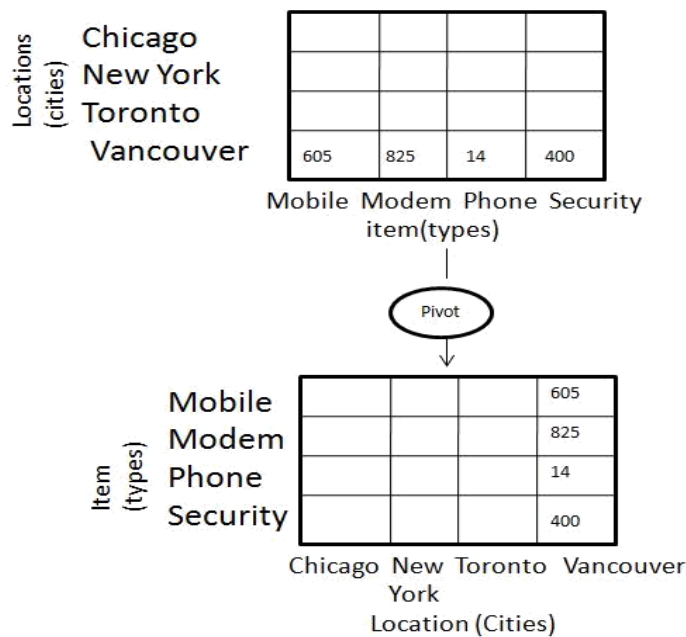 Locations
(cities)
Chicago
New York
Toronto
Vancouver
605 825 14 400
Mobile Modem Phone Security
item(types)
Pivot
Item
(types)
Mobile 605
Modem 825
Phone 14
Security 400
Chicago New Toronto Vancouver
York
Location (Cities)